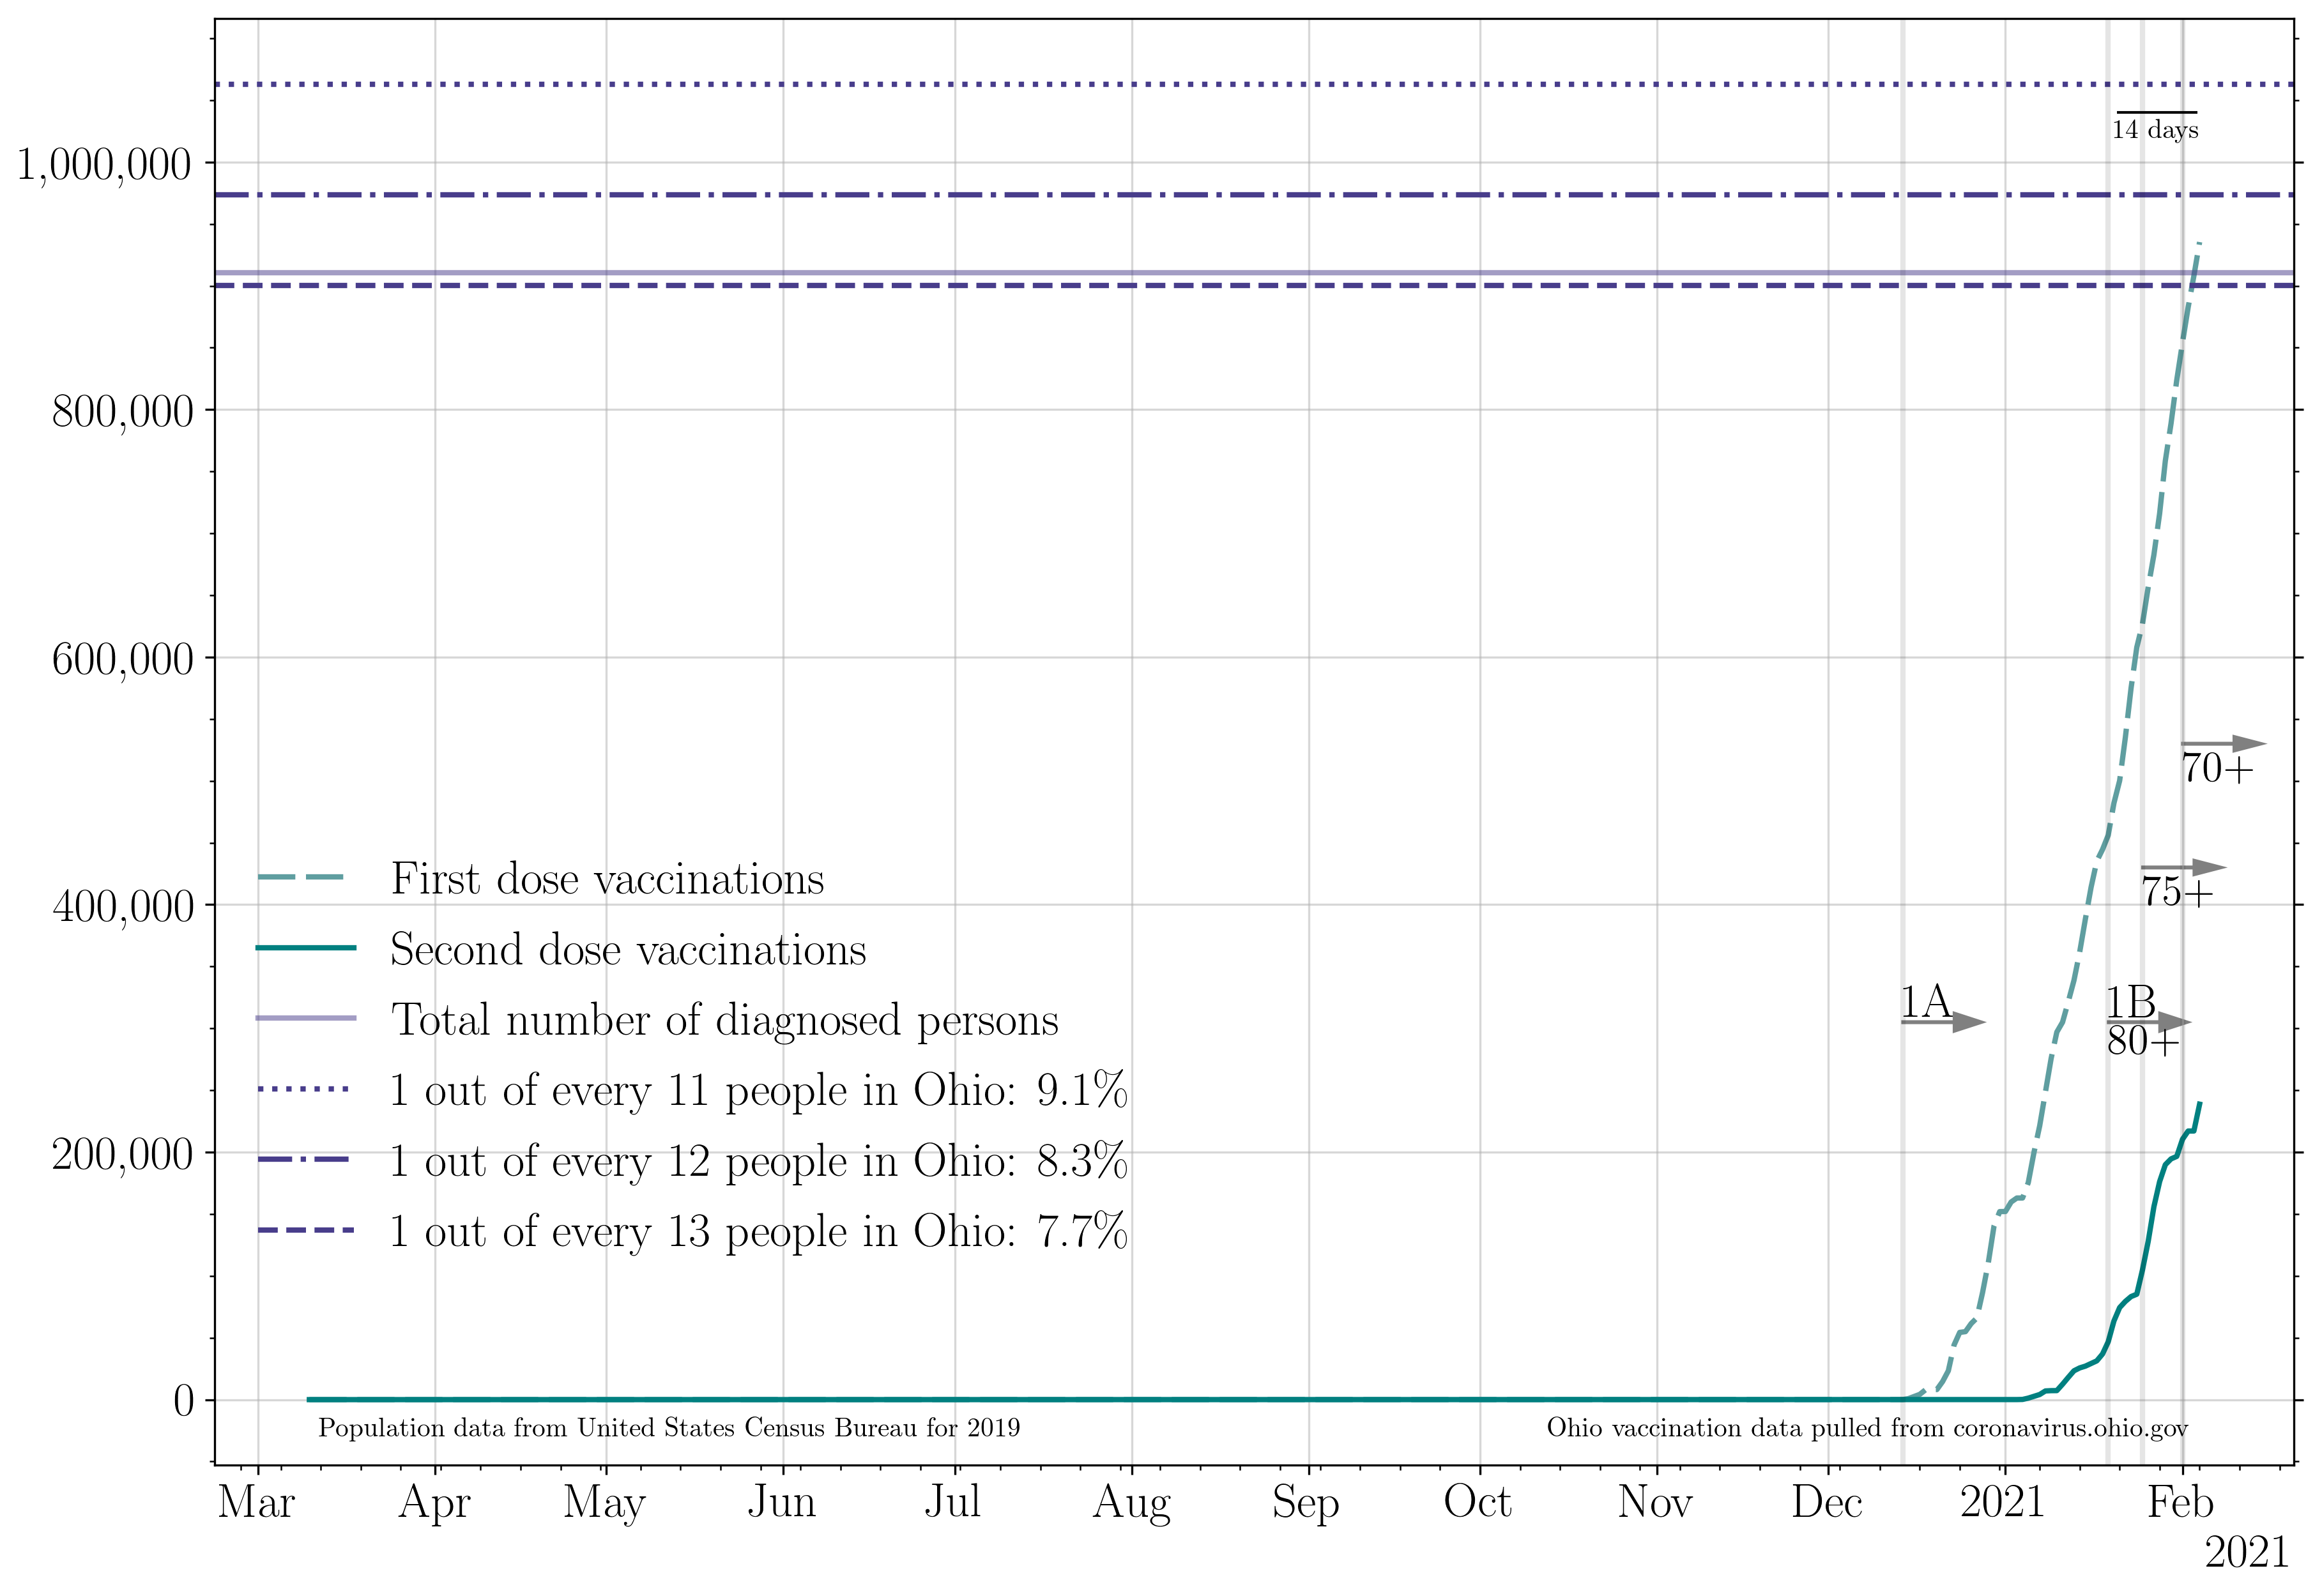 14 days
1,000,000
800,000
600,000
400,000
200,000
0
70+
75+
1A
1B
80+
First dose vaccinations
Second dose vaccinations
Total number of diagnosed persons
1 out of every 11 people in Ohio: 9.1%
1 out of every 12 people in Ohio: 8.3%
1 out of every 13 people in Ohio: 7.7%
Population data from United States Census Bureau for 2019
Ohio vaccination data pulled from coronavirus.ohio.gov
Mar Apr May Jun Jul Aug Sep Oct Nov Dec 2021 Feb
2021